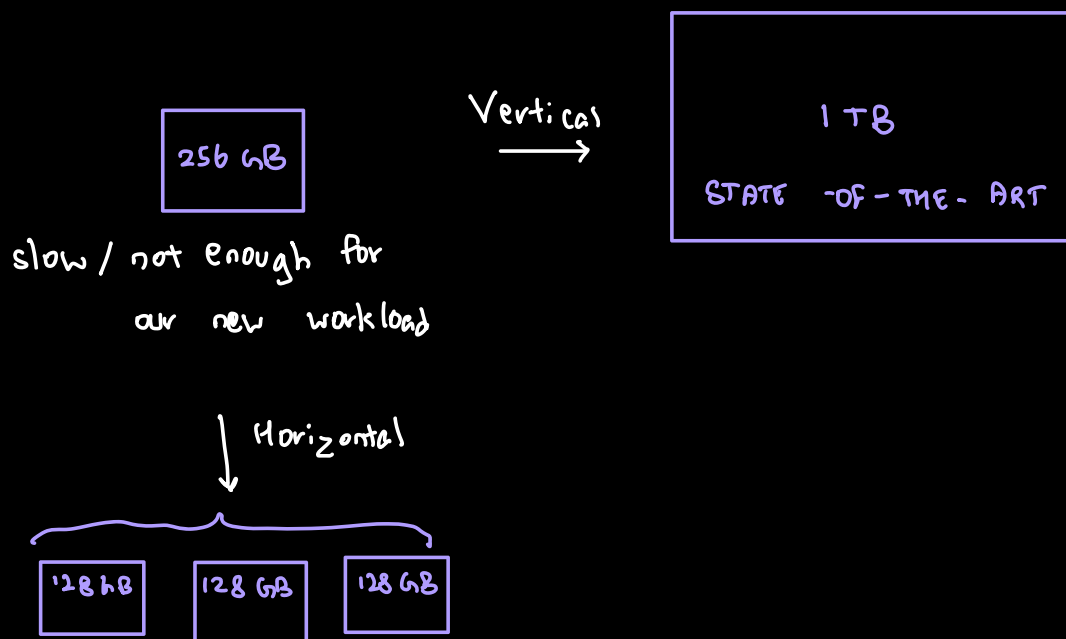 Vertical
1 TB
256 GB
STATE -OF-THE- ART
slow / not enough for
our new workload
Horizontal
128 GB 128 GB 128 GB